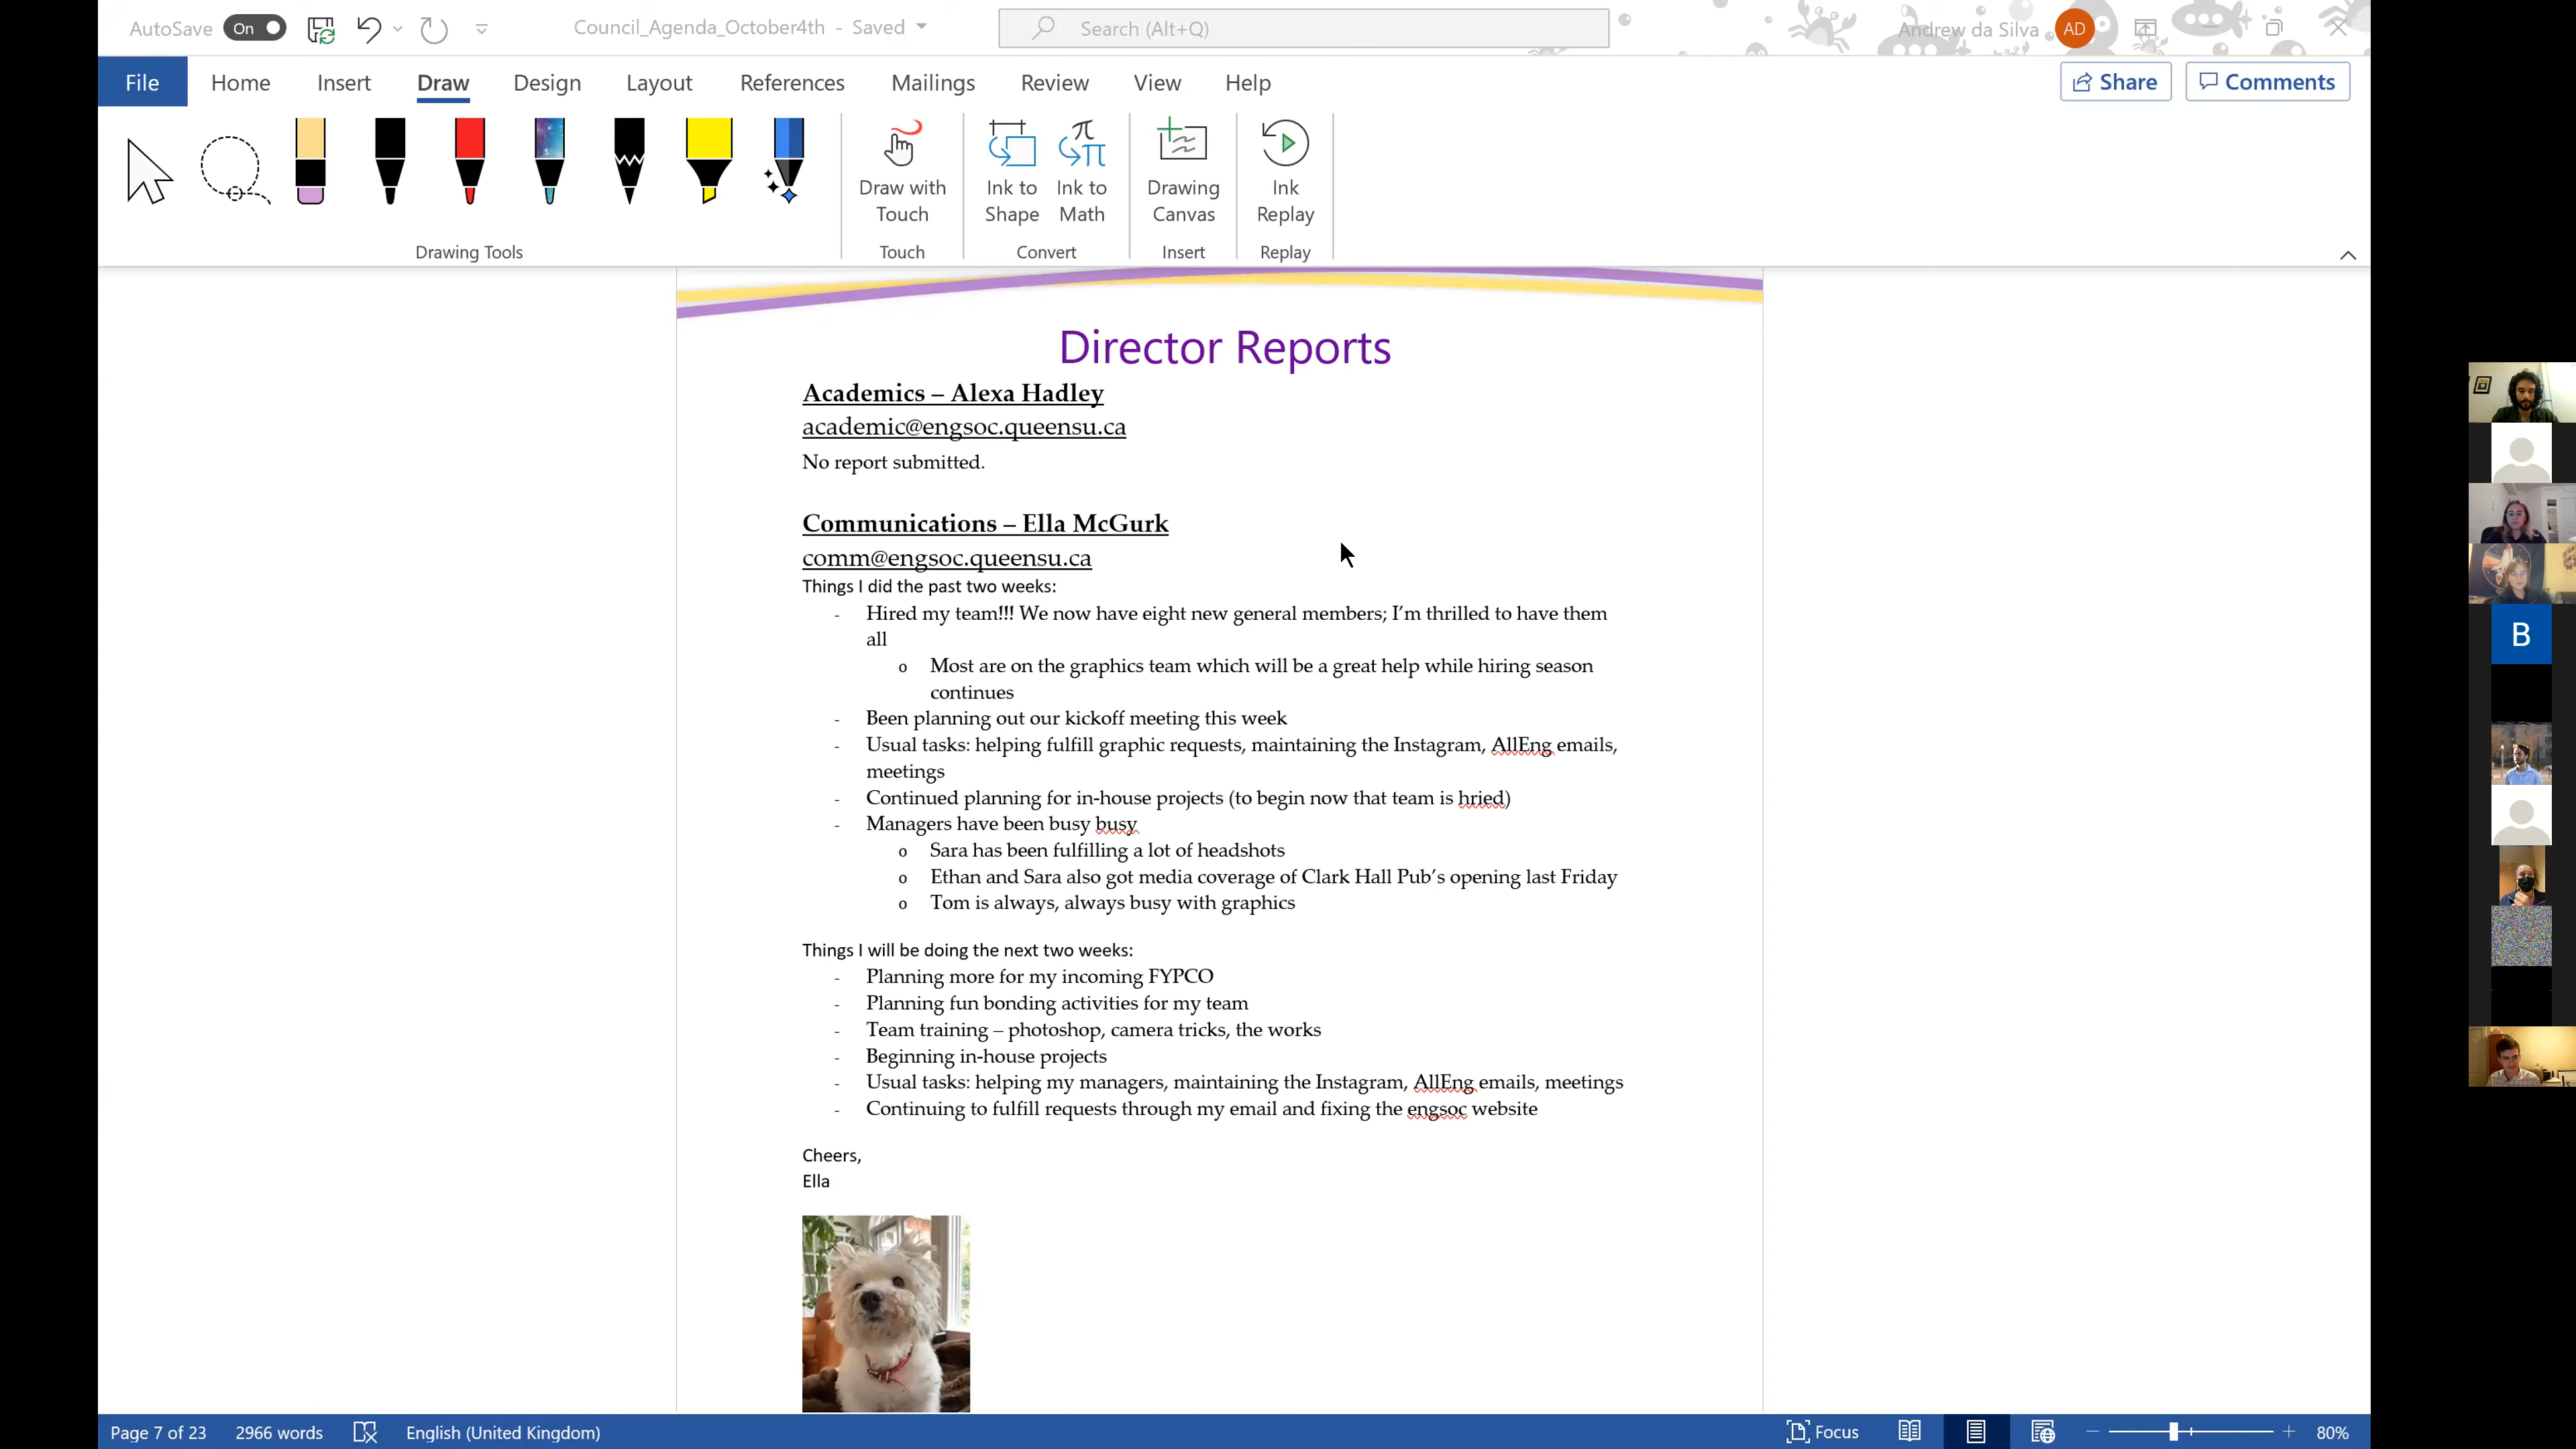 AutoSave On Council_Agenda_October4th - Saved Search (Alt+Q) Andrew da Silva AD
File Home Insert Draw Design Layout References Mailings Review View Help Share Comments
Draw with Touch
Ink to Shape
Ink to Math
Drawing Canvas
Ink Replay
Drawing Tools Touch Convert Insert Replay
Director Reports
Academics – Alexa Hadley
academic@engsoc.queensu.ca
No report submitted.
Communications – Ella McGurk
comm@engsoc.queensu.ca
Things I did the past two weeks:
- Hired my team!!! We now have eight new general members; I'm thrilled to have them
all
o Most are on the graphics team which will be a great help while hiring season
continues
- Been planning out our kickoff meeting this week
- Usual tasks: helping fulfill graphic requests, maintaining the Instagram, AllEng emails,
meetings
- Continued planning for in-house projects (to begin now that team is hried)
- Managers have been busy busy
o Sara has been fulfilling a lot of headshots
o Ethan and Sara also got media coverage of Clark Hall Pub's opening last Friday
o Tom is always, always busy with graphics
Things I will be doing the next two weeks:
- Planning more for my incoming FYPCO
- Planning fun bonding activities for my team
- Team training – photoshop, camera tricks, the works
- Beginning in-house projects
- Usual tasks: helping my managers, maintaining the Instagram, AllEng emails, meetings
- Continuing to fulfill requests through my email and fixing the engsoc website
Cheers,
Ella
B
Page 7 of 23 2966 words English (United Kingdom) Focus 80%